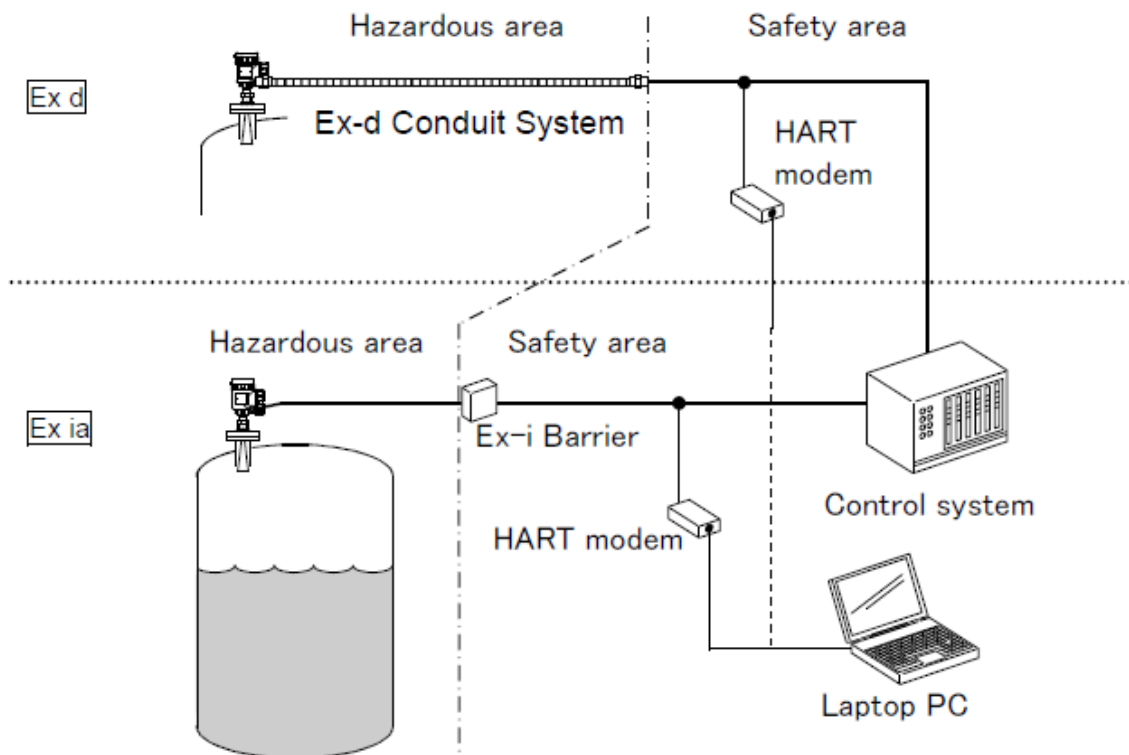 Hazardous area
Safety area
Ex d
Ex-d Conduit System
HART
modem
Hazardous area
Safety area
Ex ia
Ex-i Barrier
Control system
HART modem
Laptop PC